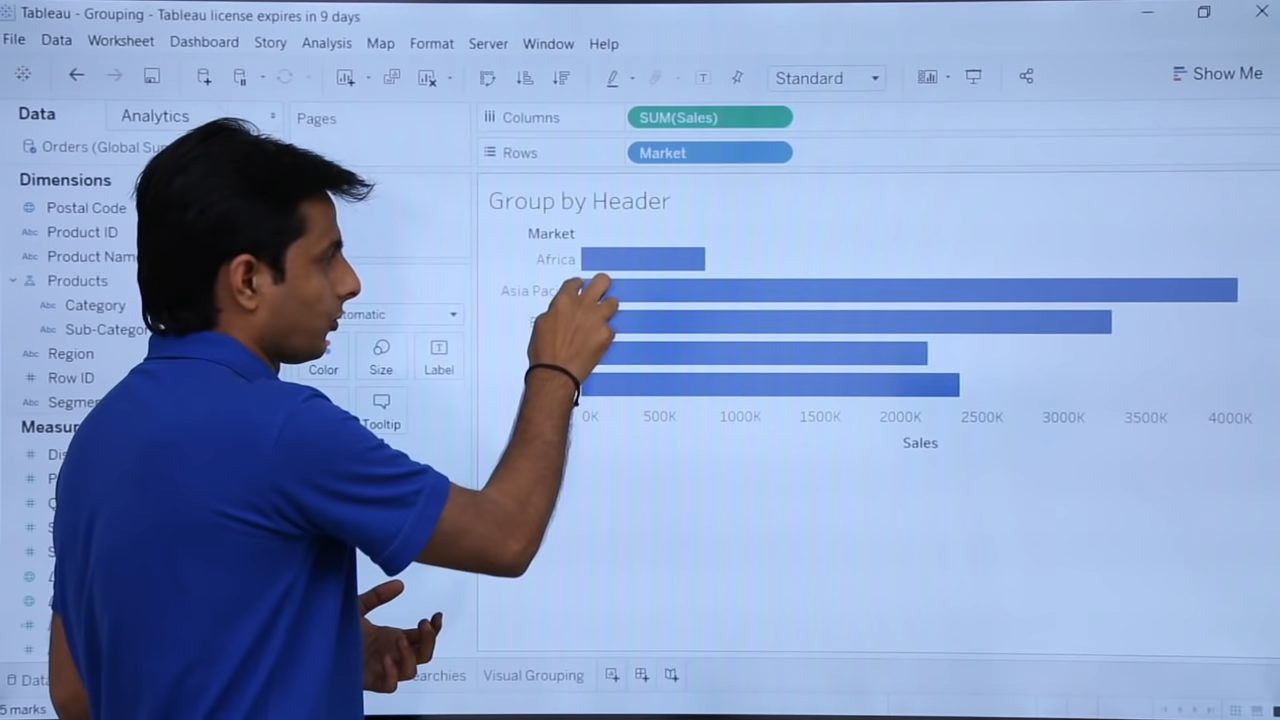 Tableau - Grouping - Tableau license expires in 9 days
File Data Worksheet Dashboard Story Analysis Map Format Server Window Help
Standard
Show Me
Data Analytics
Pages
Columns SUM(Sales)
Orders (Global Su
Rows Market
Dimensions
Postal Code
Product ID
Product Nam
Products
Category
Sub-Catego
Region
Row ID
Segme
Measu
Color
Size
Label
Tooltip
Group by Header
Market
Africa
Asia Pac
0K 500K 1000K 1500K 2000K 2500K 3000K 3500K 4000K
Sales
Data
earchies
Visual Grouping
5 marks